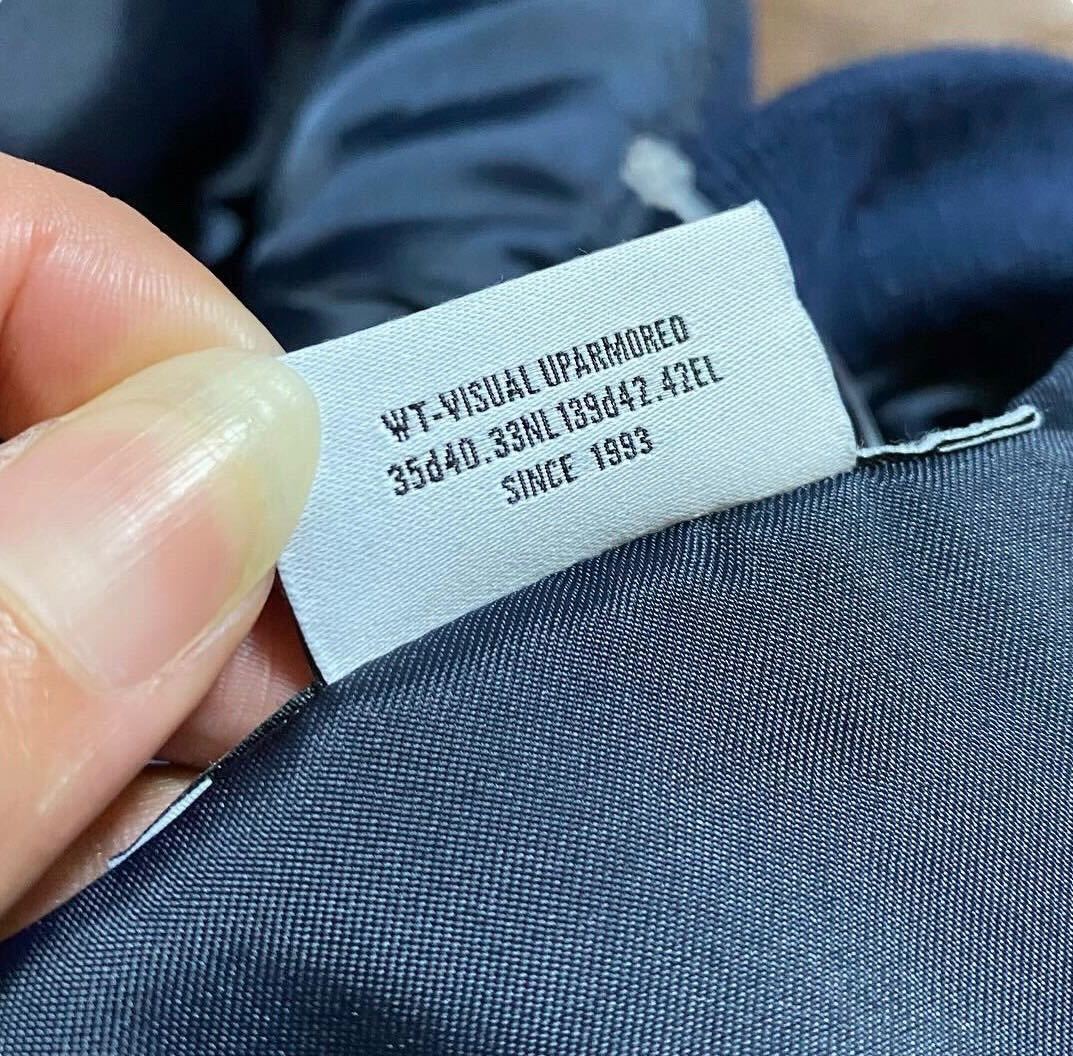 WT-VISUAL UPARMORED
35d40.33NL139d42.42EL
SINCE 1993